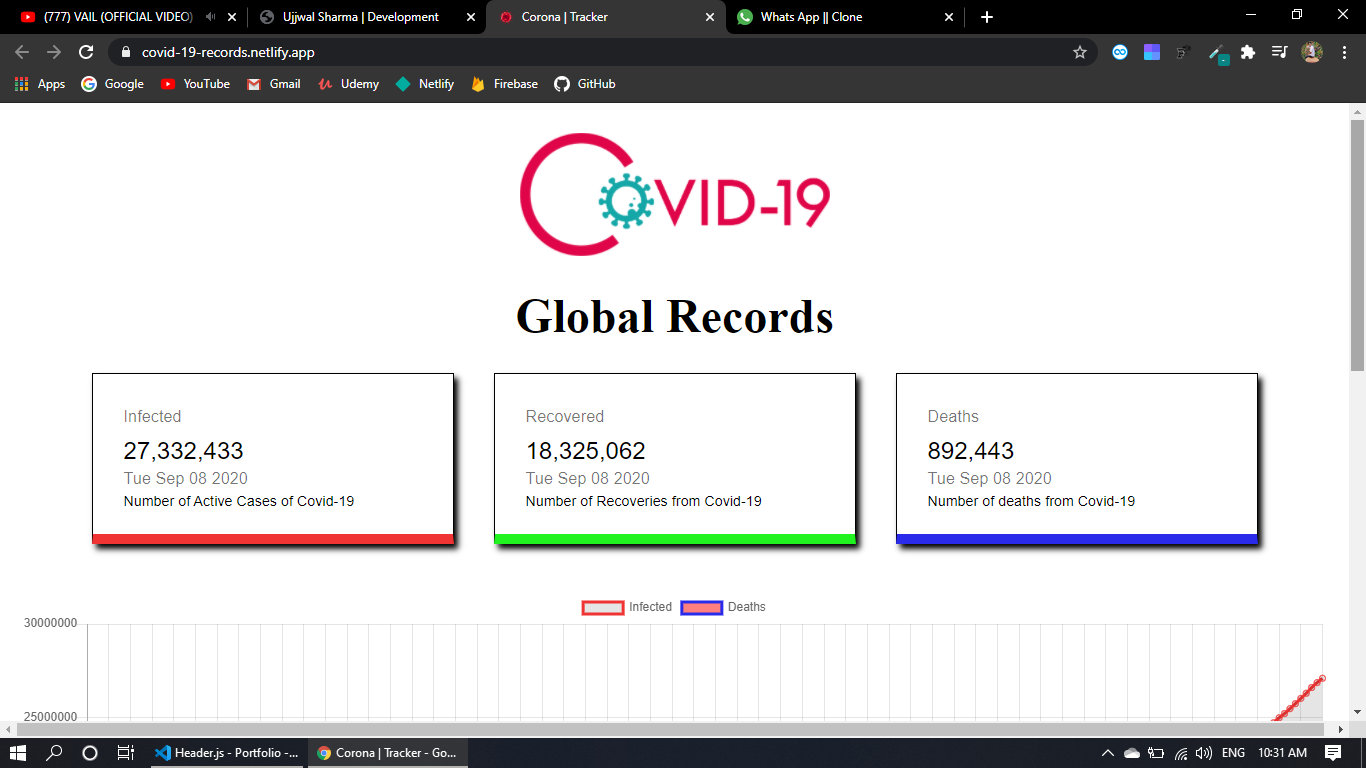 (777) VAIL (OFFICIAL VIDEO)
Ujjwal Sharma | Development
Corona | Tracker
Whats App || Clone
covid-19-records.netlify.app
Apps
Google
YouTube
Gmail
Udemy
Netlify
Firebase
GitHub
COVID-19
Global Records
Infected
27,332,433
Tue Sep 08 2020
Number of Active Cases of Covid-19
Recovered
18,325,062
Tue Sep 08 2020
Number of Recoveries from Covid-19
Deaths
892,443
Tue Sep 08 2020
Number of deaths from Covid-19
Infected
Deaths
30000000
25000000
Header.js - Portfolio -...
Corona | Tracker - Go...
ENG
10:31 AM